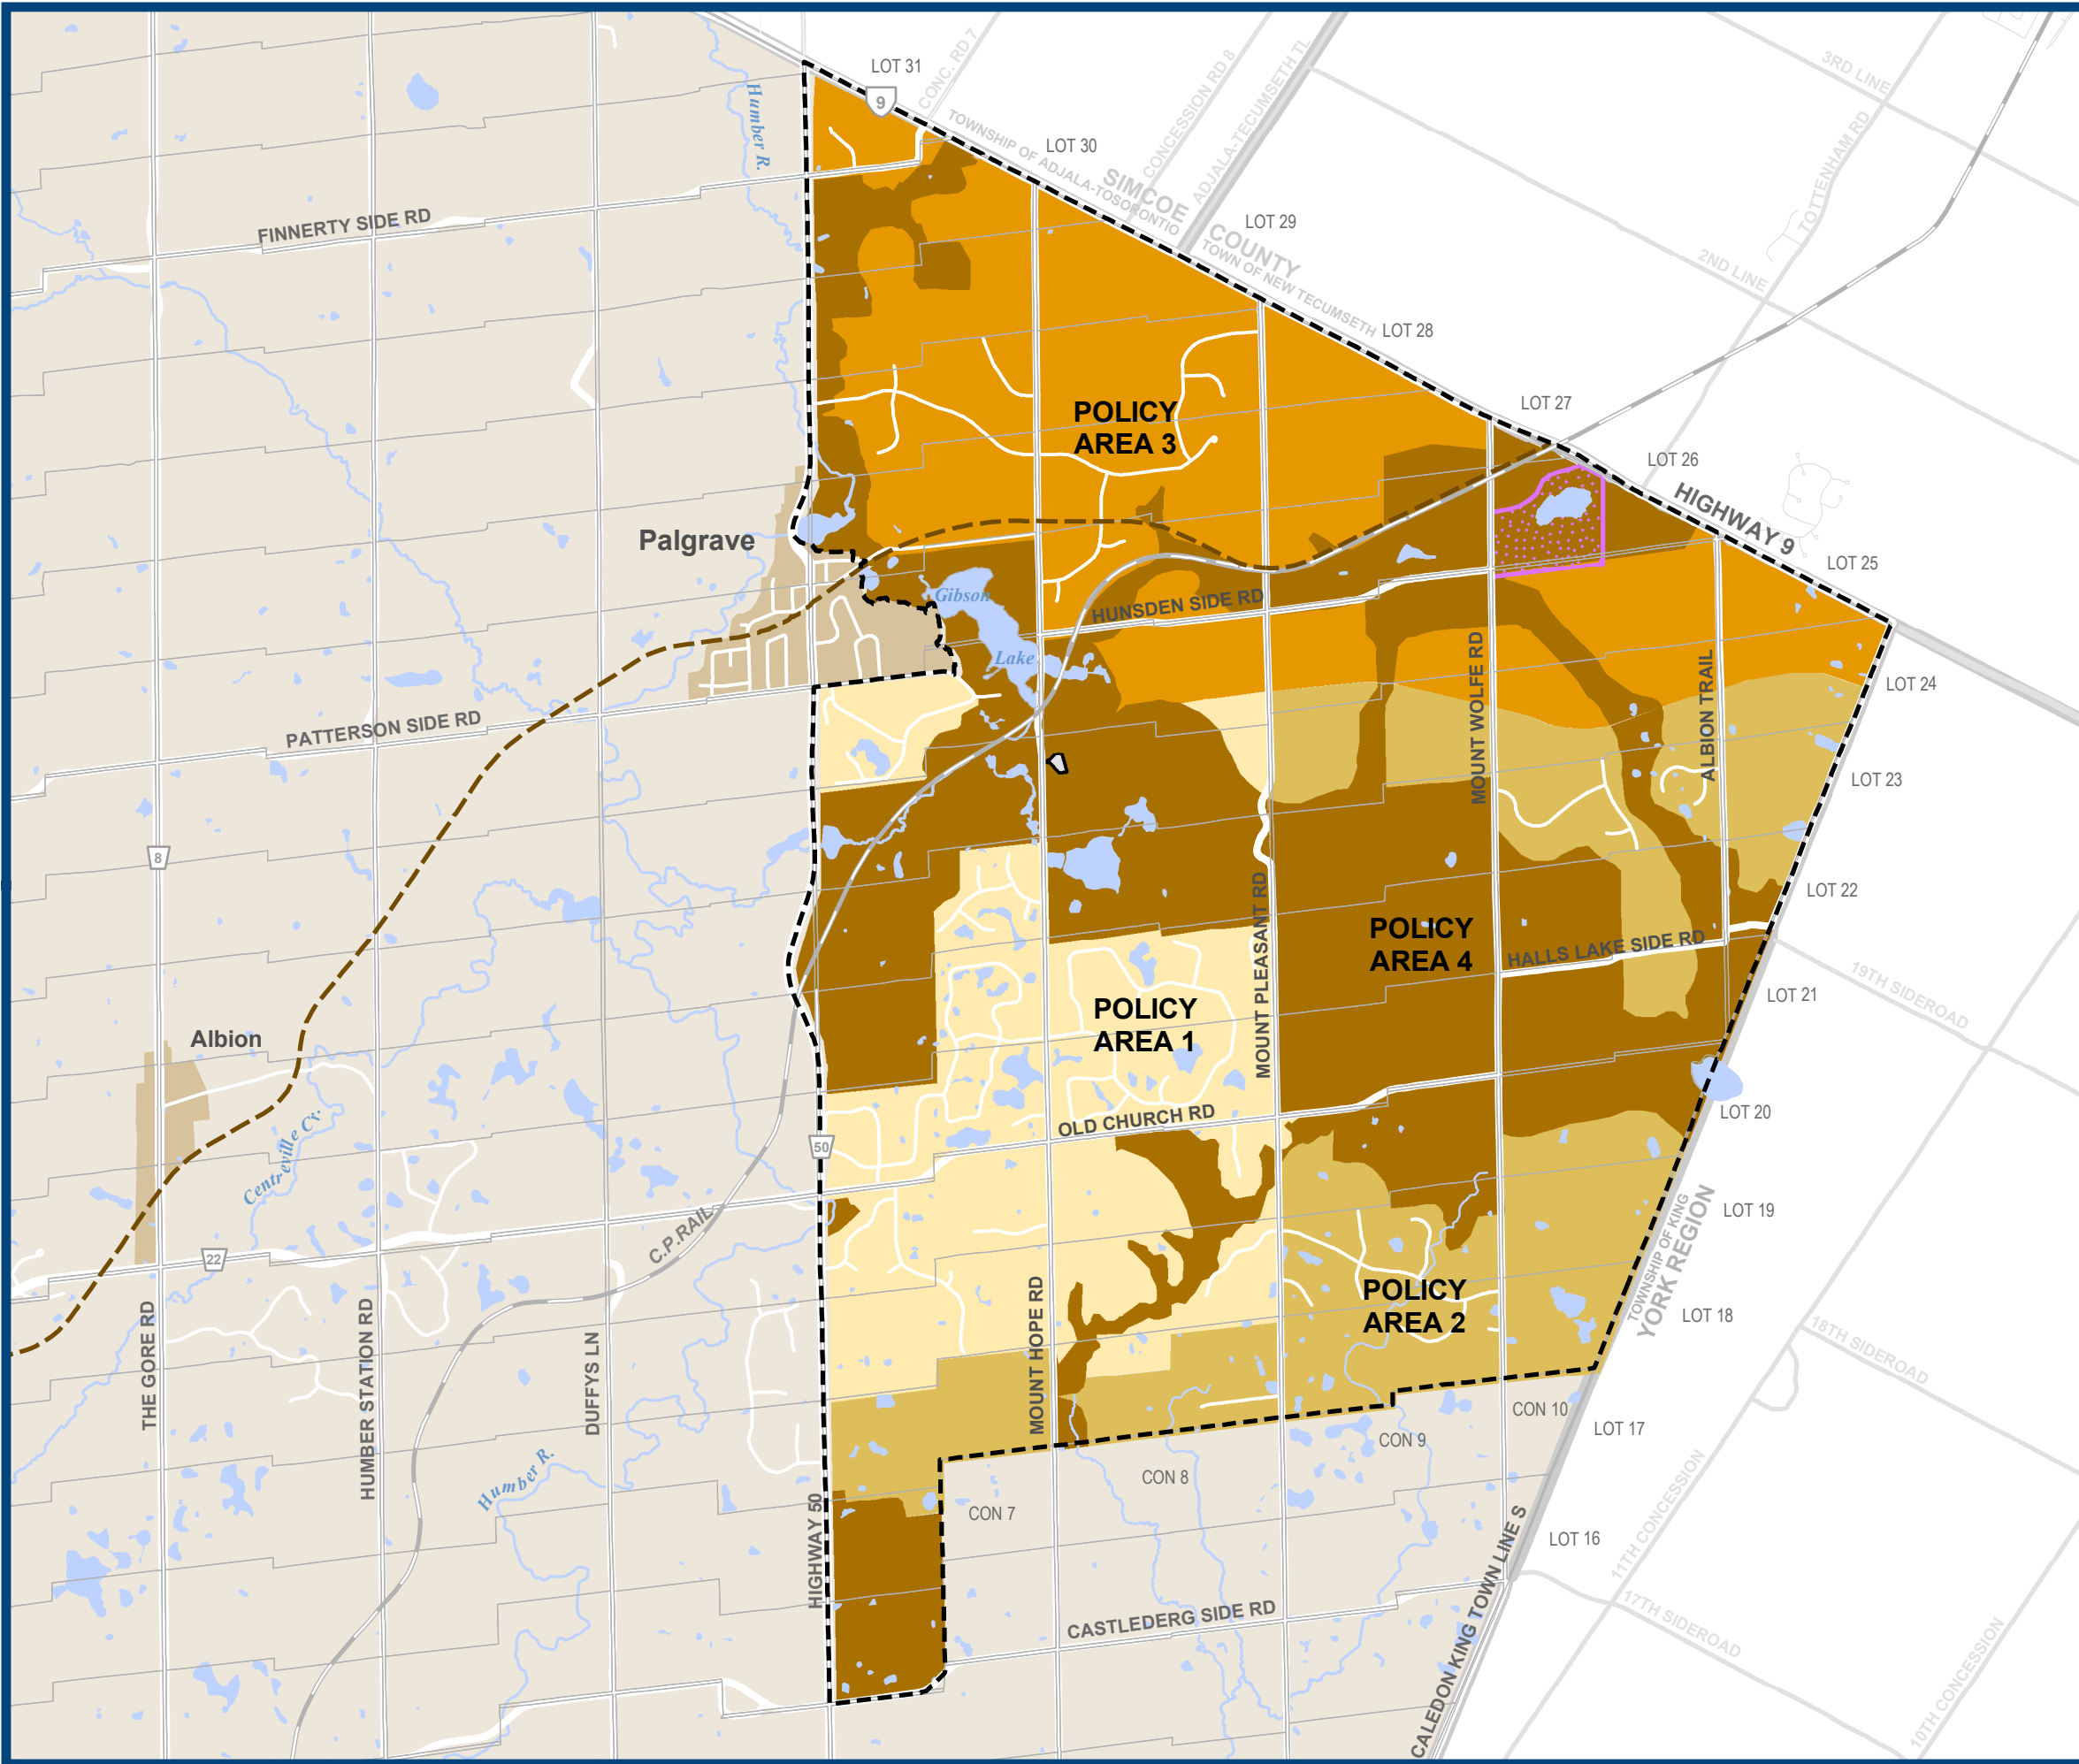 LOT 31
CONC. RD 7
9
3RD LINE
Humber R.
TOWNSHIP OF ADJALA-TOSORONTIO
LOT 30
CONCESSION RD 8
ADJALA-TECUMSETH TL
TOTTENHAM RD
SIMCOE
COUNTY
LOT 29
TOWN OF NEW TECUMSETH
FINNERTY SIDE RD
2ND LINE
LOT 28
LOT 27
POLICY
AREA 3
LOT 26
HIGHWAY 9
Palgrave
LOT 25
Gibson
Lake
HUNSDEN SIDE RD
MOUNT WOLFE RD
ALBION TRAIL
LOT 24
PATTERSON SIDE RD
LOT 23
8
LOT 22
MOUNT PLEASANT RD
POLICY
AREA 4
HALLS LAKE SIDE RD
19TH SIDEROAD
LOT 21
POLICY
AREA 1
Albion
LOT 20
OLD CHURCH RD
50
Centreville Cr.
LOT 19
TOWNSHIP OF KING
YORK REGION
C.P.RAIL
22
POLICY
AREA 2
LOT 18
18TH SIDEROAD
THE GORE RD
HUMBER STATION RD
DUFFYS LN
MOUNT HOPE RD
CON 10
LOT 17
CON 9
CON 8
Humber R.
HIGHWAY 50
CON 7
11TH CONCESSION
LOT 16
CASTLEDERG SIDE RD
CALEDON KING TOWN LINE S
17TH SIDEROAD
10TH CONCESSION